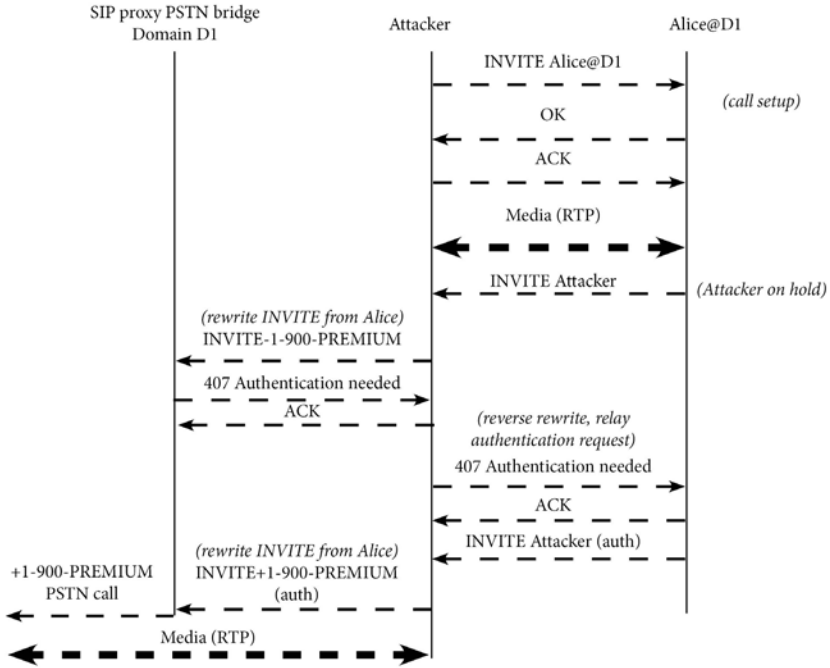 SIP proxy PSTN bridge
Domain D1
Attacker
Alice@D1
INVITE Alice@D1
(call setup)
OK
ACK
Media (RTP)
INVITE Attacker
(Attacker on hold)
(rewrite INVITE from Alice)
INVITE-1-900-PREMIUM
407 Authentication needed
ACK
(reverse rewrite, relay
authentication request)
407 Authentication needed
ACK
INVITE Attacker (auth)
(rewrite INVITE from Alice)
INVITE+1-900-PREMIUM
(auth)
+1-900-PREMIUM
PSTN call
Media (RTP)